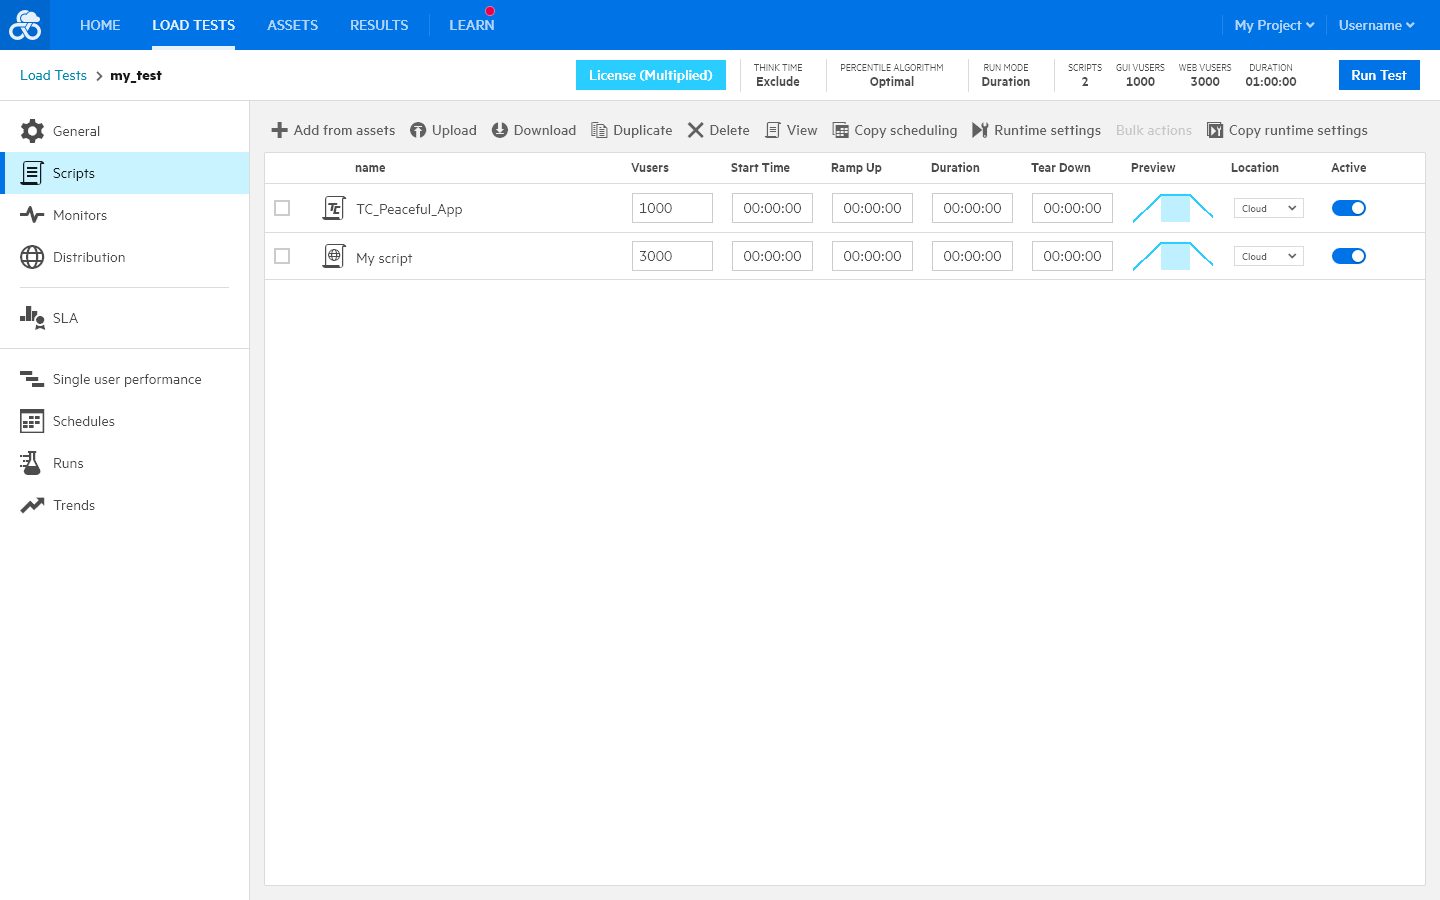 HOME LOAD TESTS ASSETS RESULTS LEARN My Project Username
Load Tests my_test License (Multiplied) THINK TIME Exclude PERCENTILE ALGORITHM Optimal RUN MODE Duration SCRIPTS 2 GUI VUSERS 1000 WEB VUSERS 3000 DURATION 01:00:00 Run Test
General
Scripts
Monitors
Distribution
SLA
Single user performance
Schedules
Runs
Trends
Add from assets Upload Download Duplicate Delete View Copy scheduling Runtime settings Bulk actions Copy runtime settings
name Vusers Start Time Ramp Up Duration Tear Down Preview Location Active
TC TC_Peaceful_App 1000 00:00:00 00:00:00 00:00:00 00:00:00 Cloud
My script 3000 00:00:00 00:00:00 00:00:00 00:00:00 Cloud